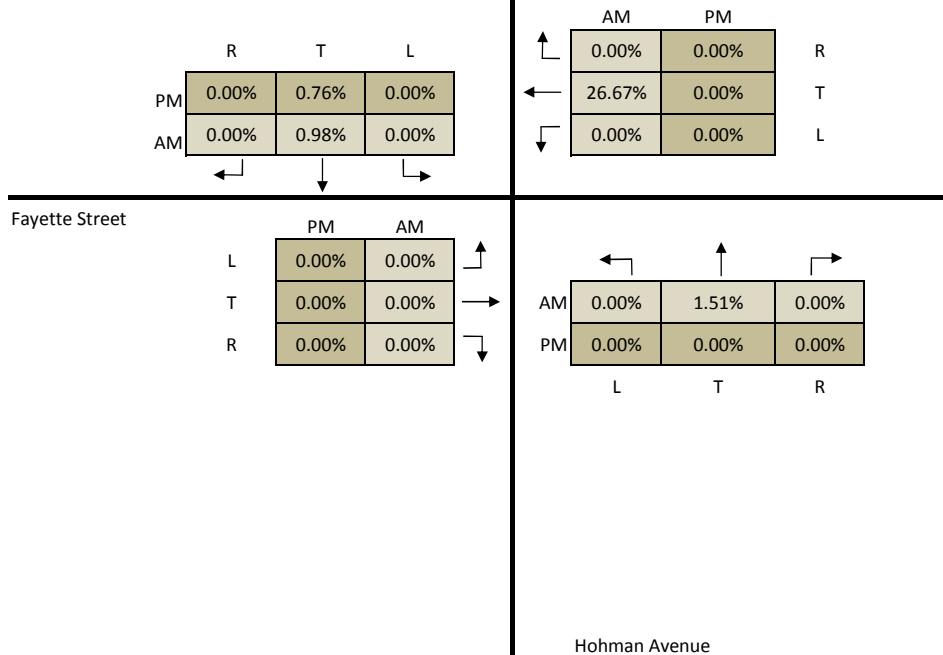 AM PM
0.00% 0.00% R
26.67% 0.00% T
0.00% 0.00% L
R T L
PM 0.00% 0.76% 0.00%
AM 0.00% 0.98% 0.00%
Fayette Street
PM AM
L 0.00% 0.00%
T 0.00% 0.00%
R 0.00% 0.00%
AM 0.00% 1.51% 0.00%
PM 0.00% 0.00% 0.00%
L T R
Hohman Avenue